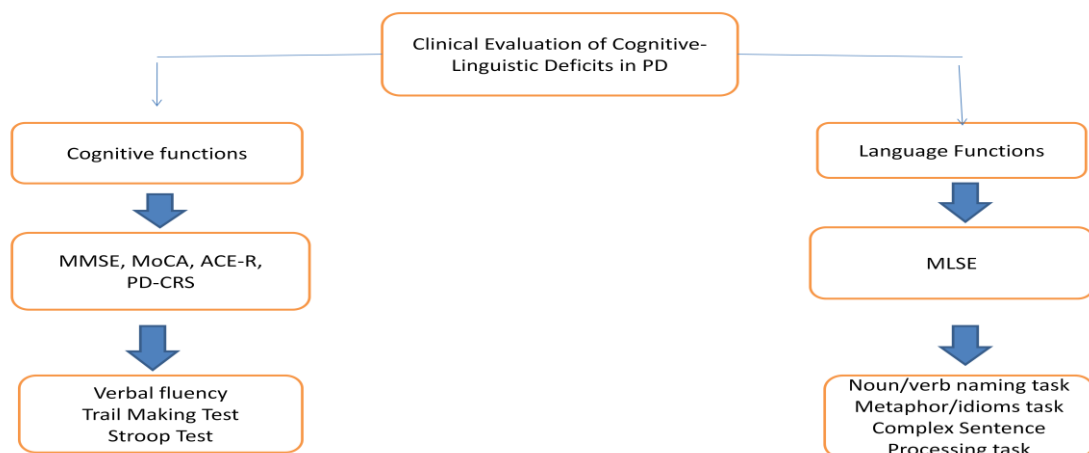 Clinical Evaluation of Cognitive-
Linguistic Deficits in PD
Cognitive functions
Language Functions
MMSE, MoCA, ACE-R,
PD-CRS
MLSE
Verbal fluency
Trail Making Test
Stroop Test
Noun/verb naming task
Metaphor/idioms task
Complex Sentence
Processing task